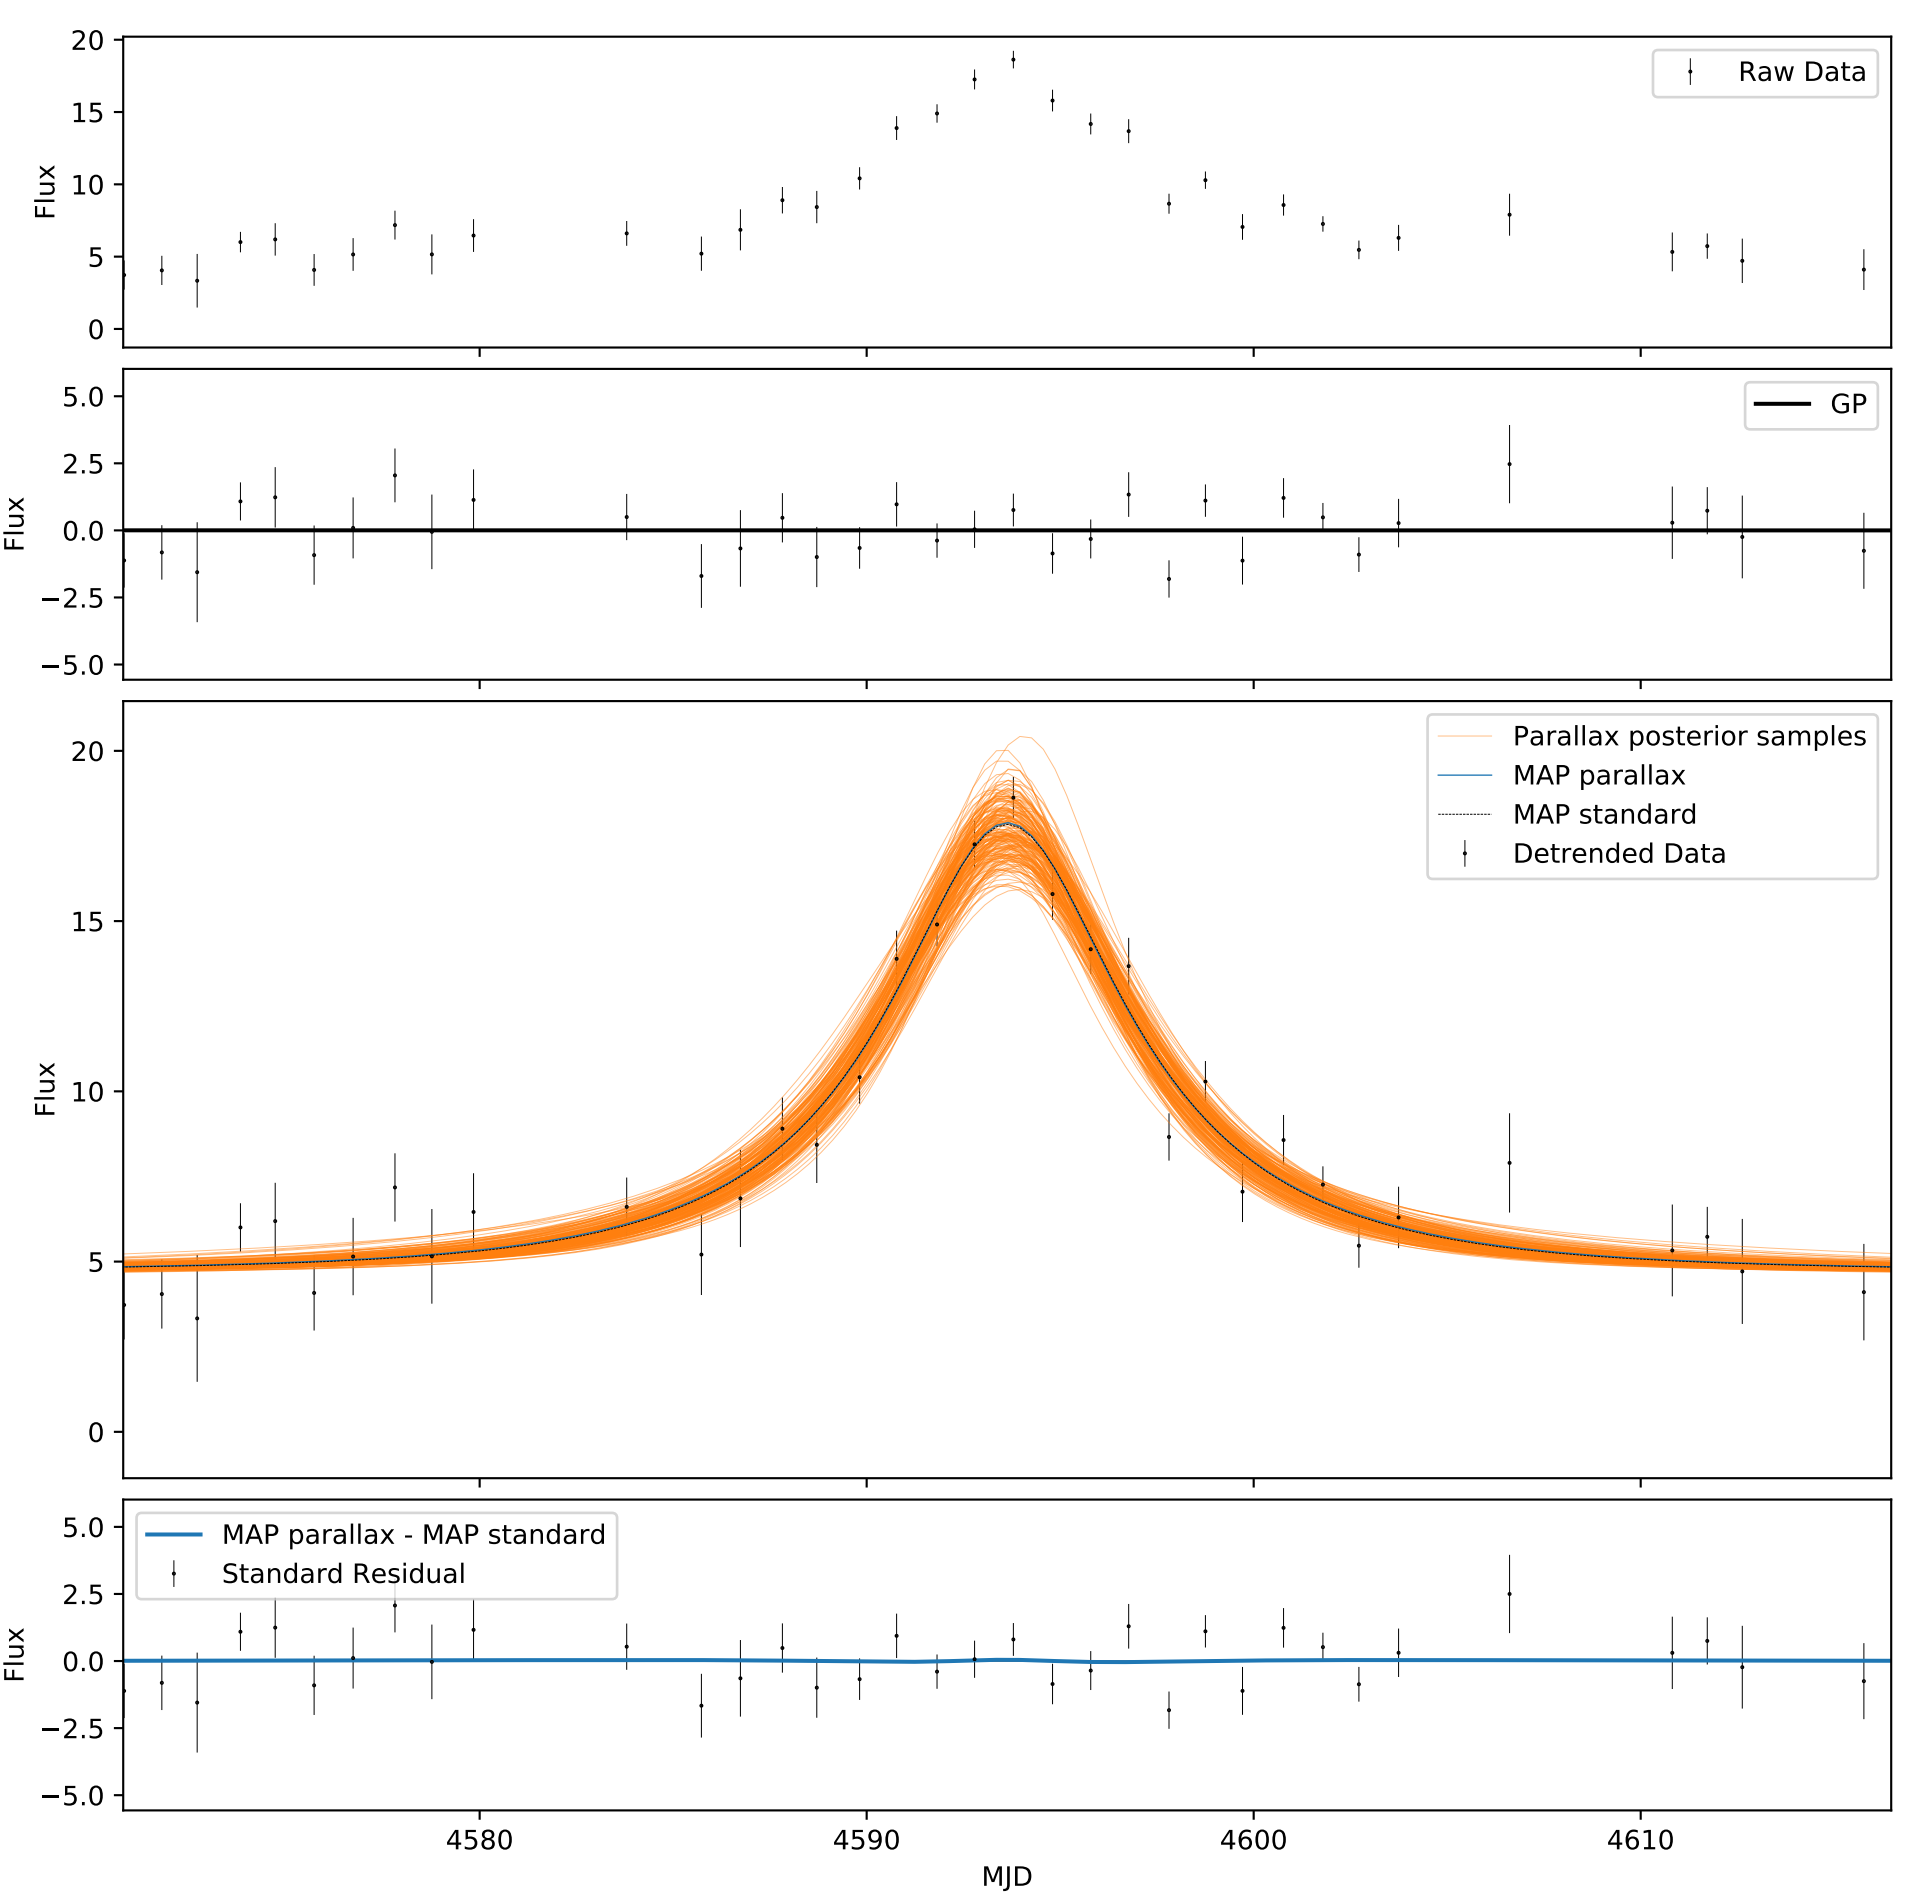 20
15
10
5
0
Flux
Raw Data
5.0
2.5
0.0
−2.5
−5.0
Flux
GP
20
15
10
5
0
Flux
Parallax posterior samples
MAP parallax
MAP standard
Detrended Data
5.0
2.5
0.0
−2.5
−5.0
Flux
MAP parallax - MAP standard
Standard Residual
4580
4590
4600
4610
MJD